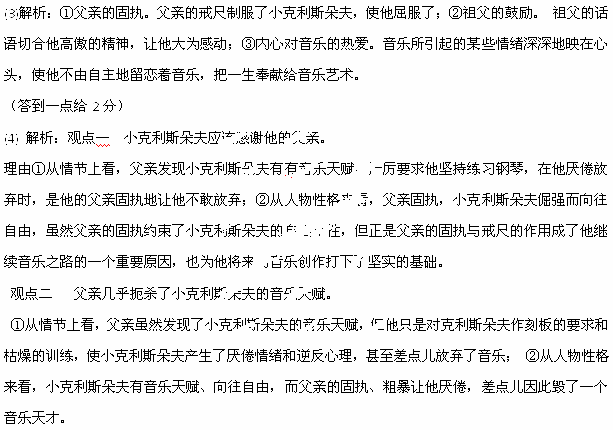 (3)解析：①父亲的固执。父亲的戒尺制服了小克利斯朵夫，使他屈服了；②祖父的鼓励。 祖父的话
语切合他高傲的精神，让他大为感动；③内心对音乐的热爱。音乐所引起的某些情绪深深地映在心
头，使他不由自主地留恋着音乐，把一生奉献给音乐艺术。
（答到一点给 2 分）
(4) 解析：观点一 小克利斯朵夫应该感谢他的父亲。
理由①从情节上看，父亲发现小克利斯朵夫有有音乐天赋 厉要求他坚持练习钢琴，在他厌倦放
弃时，是他的父亲固执地让他不敢放弃；②从人物性格来看，父亲固执，小克利斯朵夫倔强而向往
自由，虽然父亲的固执约束了小克利斯朵夫的 ，但正是父亲的固执与戒尺的作用成了他继
续音乐之路的一个重要原因，也为他将来 音乐创作打下了坚实的基础。
观点二 父亲几乎扼杀了小克利斯朵夫的音乐天赋。
①从情节上看，父亲虽然发现了小克利斯朵夫的音乐天赋，但他只是对克利斯朵夫作刻板的要求和
枯燥的训练，使小克利斯朵夫产生了厌倦情绪和逆反心理，甚至差点儿放弃了音乐； ②从人物性格
来看，小克利斯朵夫有音乐天赋、向往自由，而父亲的固执、粗暴让他厌倦，差点儿因此毁了一个
音乐天才。